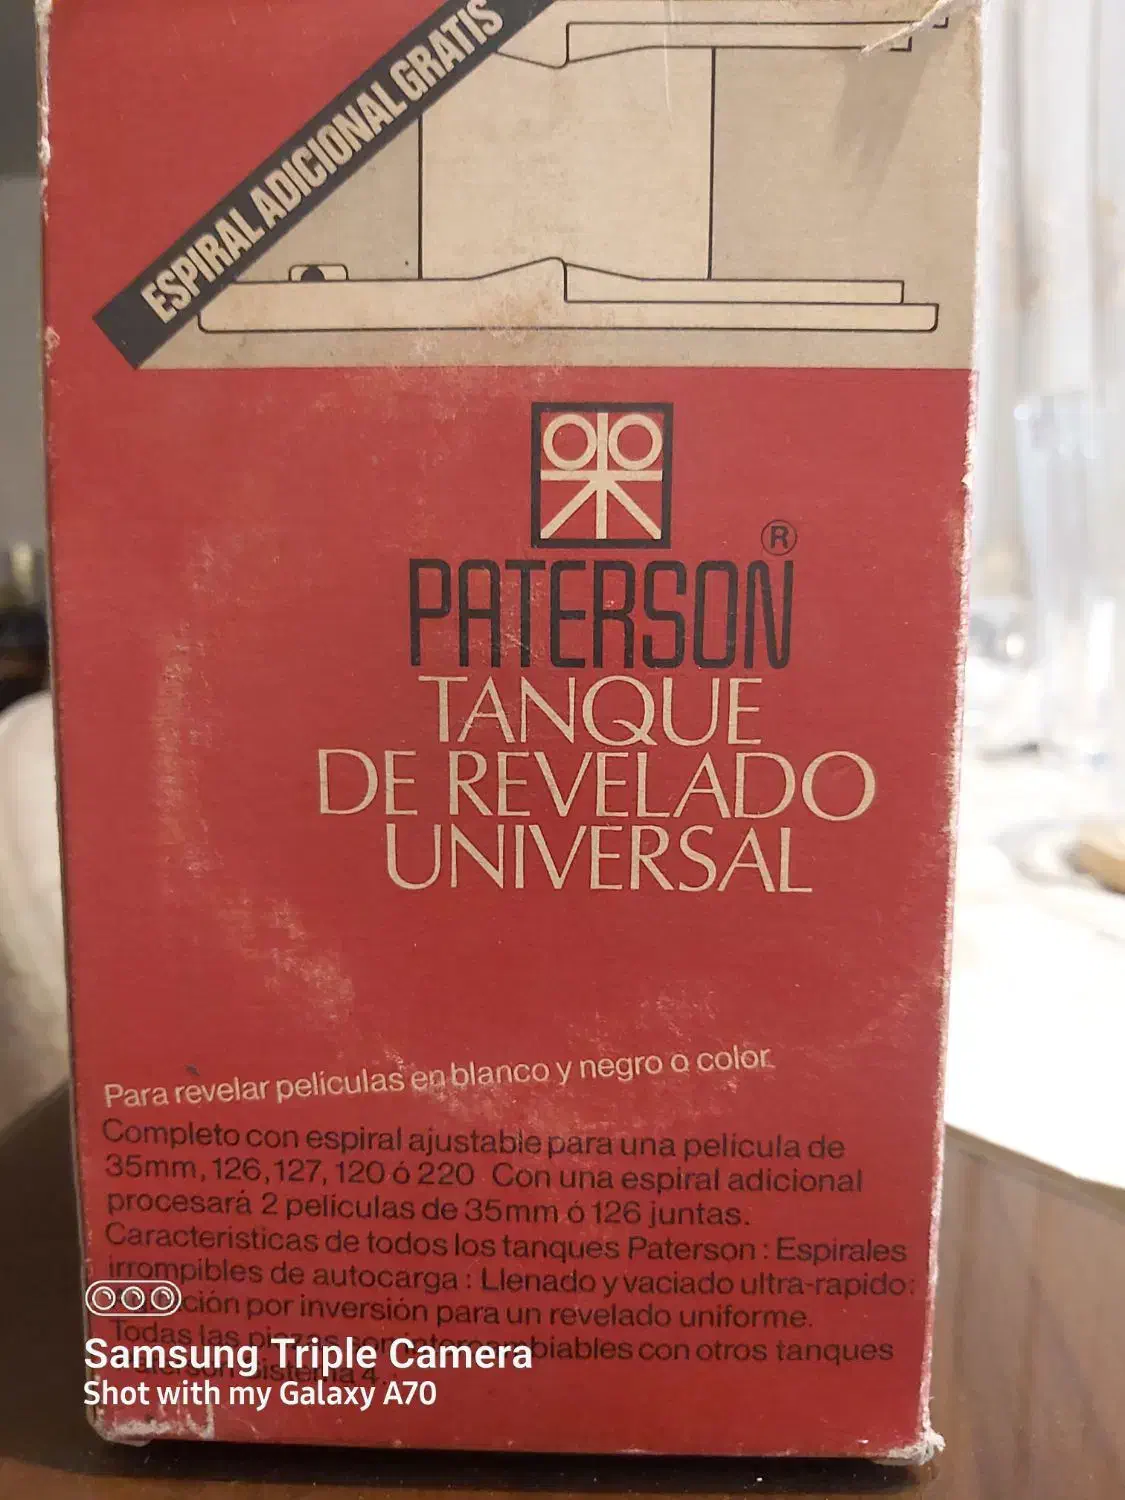 ESPIRAL ADICIONAL GRATIS
®
PATERSON
TANQUE
DE REVELADO
UNIVERSAL
Para revelar películas en blanco y negro o color.
Completo con espiral ajustable para una película de
35mm, 126, 127, 120 ó 220 Con una espiral adicional
procesará 2 películas de 35mm ó 126 juntas.
Caracteristicas de todos los tanques Paterson : Espirales
irrompibles de autocarga : Llenado y vaciado ultra-rapido:
por inversión para un revelado uniforme.
Todas las piezas con otros tanques
Sistema 4.
Samsung Triple Camera
Shot with my Galaxy A70